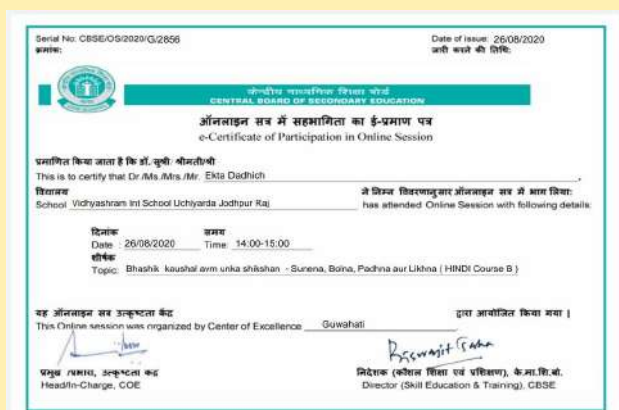 Serial No: CBSE/OS/2020/G/2856
Date of issue: 26/08/2020
क्रमांक:
जारी करने की तिथि:
केन्द्रीय माध्यमिक शिक्षा बोर्ड
CENTRAL BOARD OF SECONDARY EDUCATION
ऑनलाइन सत्र में सहभागिता का ई-प्रमाण पत्र
e-Certificate of Participation in Online Session
प्रमाणित किया जाता है कि डॉ./सुश्री/श्रीमती/श्री
This is to certify that Dr./Ms./Mrs./Mr. Ekta Dadhich
विद्यालय
ने निम्न विवरणानुसार ऑनलाइन सत्र में भाग लिया:
School Vidhyashram Int School Uchiyarda Jodhpur Raj
has attended Online Session with following details:
दिनांक समय
Date : 26/08/2020 Time: 14:00-15:00
शीर्षक
Topic: Bhashik kaushal avm unka shikshan - Sunena, Bolna, Padhna aur Likhna ( HINDI Course B )
यह ऑनलाइन सत्र उत्कृष्टता केंद्र
द्वारा आयोजित किया गया |
This Online session was organized by Center of Excellence Guwahati
Biswajit Saha
प्रमुख /प्रभारी, उत्कृष्टता केंद्र
निदेशक (कौशल शिक्षा एवं प्रशिक्षण), के.मा.शि.बो.
Head/In-Charge, COE
Director (Skill Education & Training), CBSE